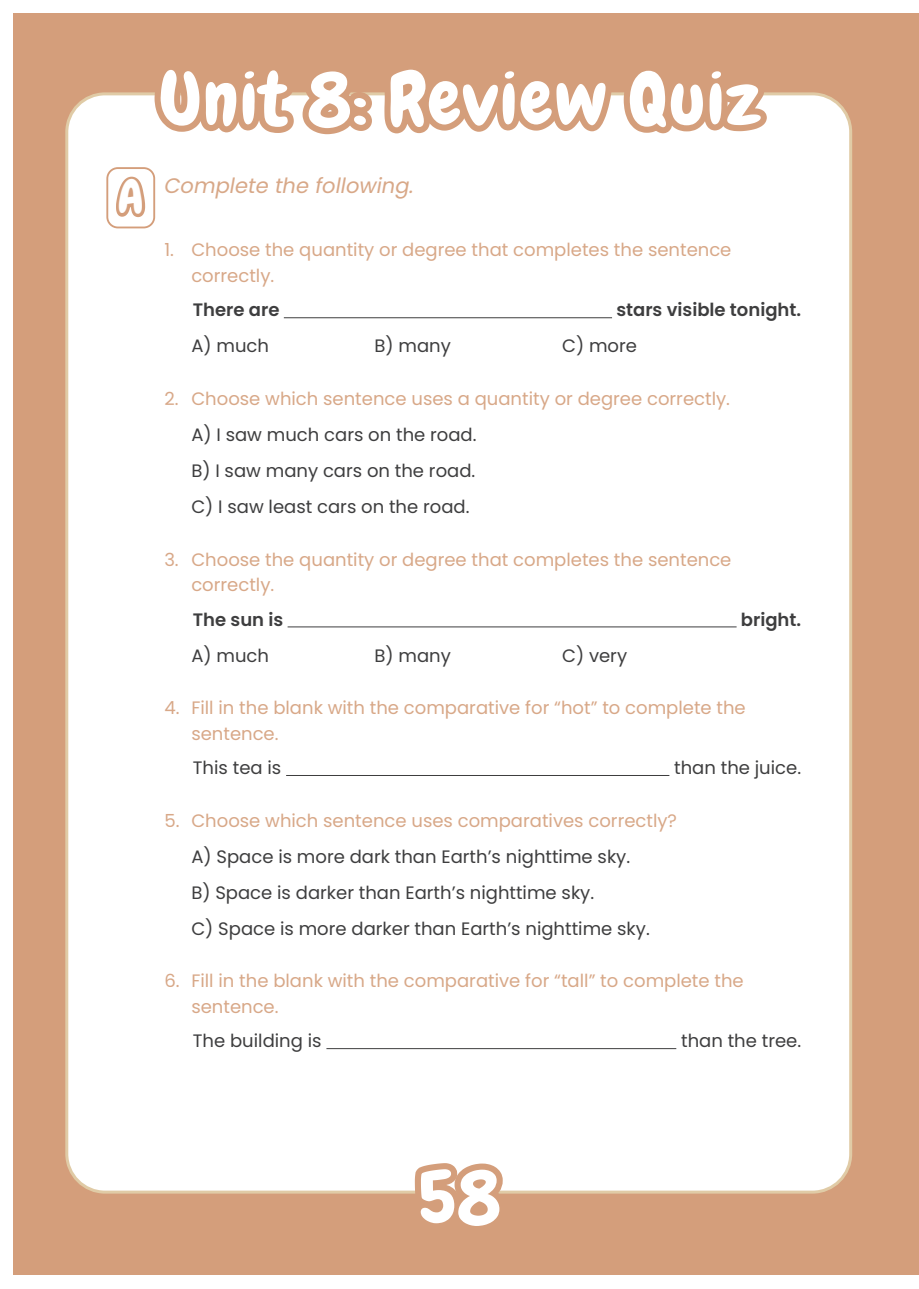 Unit 8: Review Quiz
A Complete the following.
1. Choose the quantity or degree that completes the sentence
correctly.
There are ______________________________ stars visible tonight.
A) much B) many C) more
2. Choose which sentence uses a quantity or degree correctly.
A) I saw much cars on the road.
B) I saw many cars on the road.
C) I saw least cars on the road.
3. Choose the quantity or degree that completes the sentence
correctly.
The sun is ______________________________ bright.
A) much B) many C) very
4. Fill in the blank with the comparative for “hot” to complete the
sentence.
This tea is ______________________________ than the juice.
5. Choose which sentence uses comparatives correctly?
A) Space is more dark than Earth’s nighttime sky.
B) Space is darker than Earth’s nighttime sky.
C) Space is more darker than Earth’s nighttime sky.
6. Fill in the blank with the comparative for “tall” to complete the
sentence.
The building is ______________________________ than the tree.
58